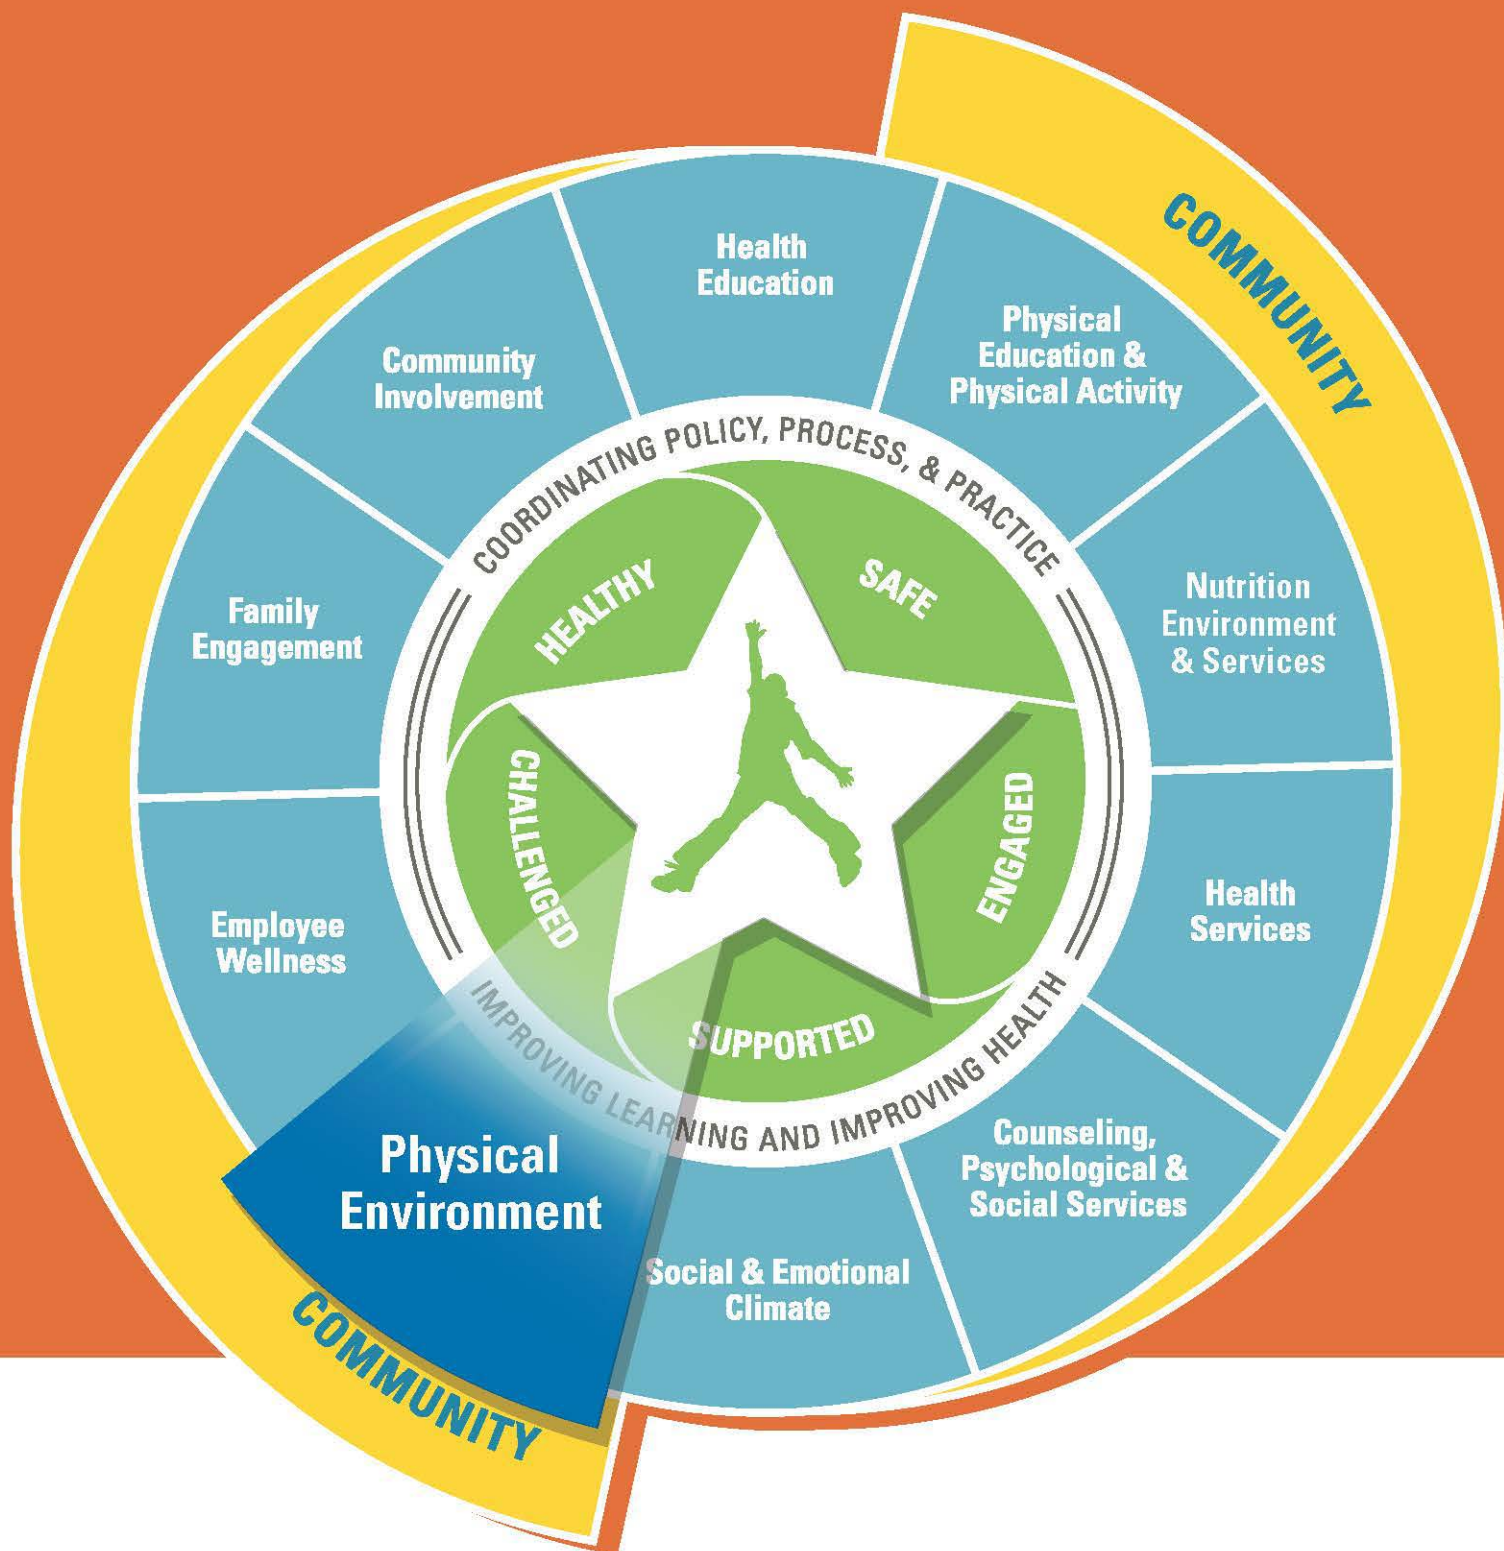 COMMUNITY
Health
Education
Physical
Education &
Physical Activity
Nutrition
Environment
& Services
Health
Services
Counseling,
Psychological &
Social Services
Social & Emotional
Climate
Physical
Environment
Employee
Wellness
Family
Engagement
Community
Involvement
COORDINATING POLICY, PROCESS, & PRACTICE
IMPROVING LEARNING AND IMPROVING HEALTH
HEALTHY
SAFE
ENGAGED
SUPPORTED
CHALLENGED
COMMUNITY